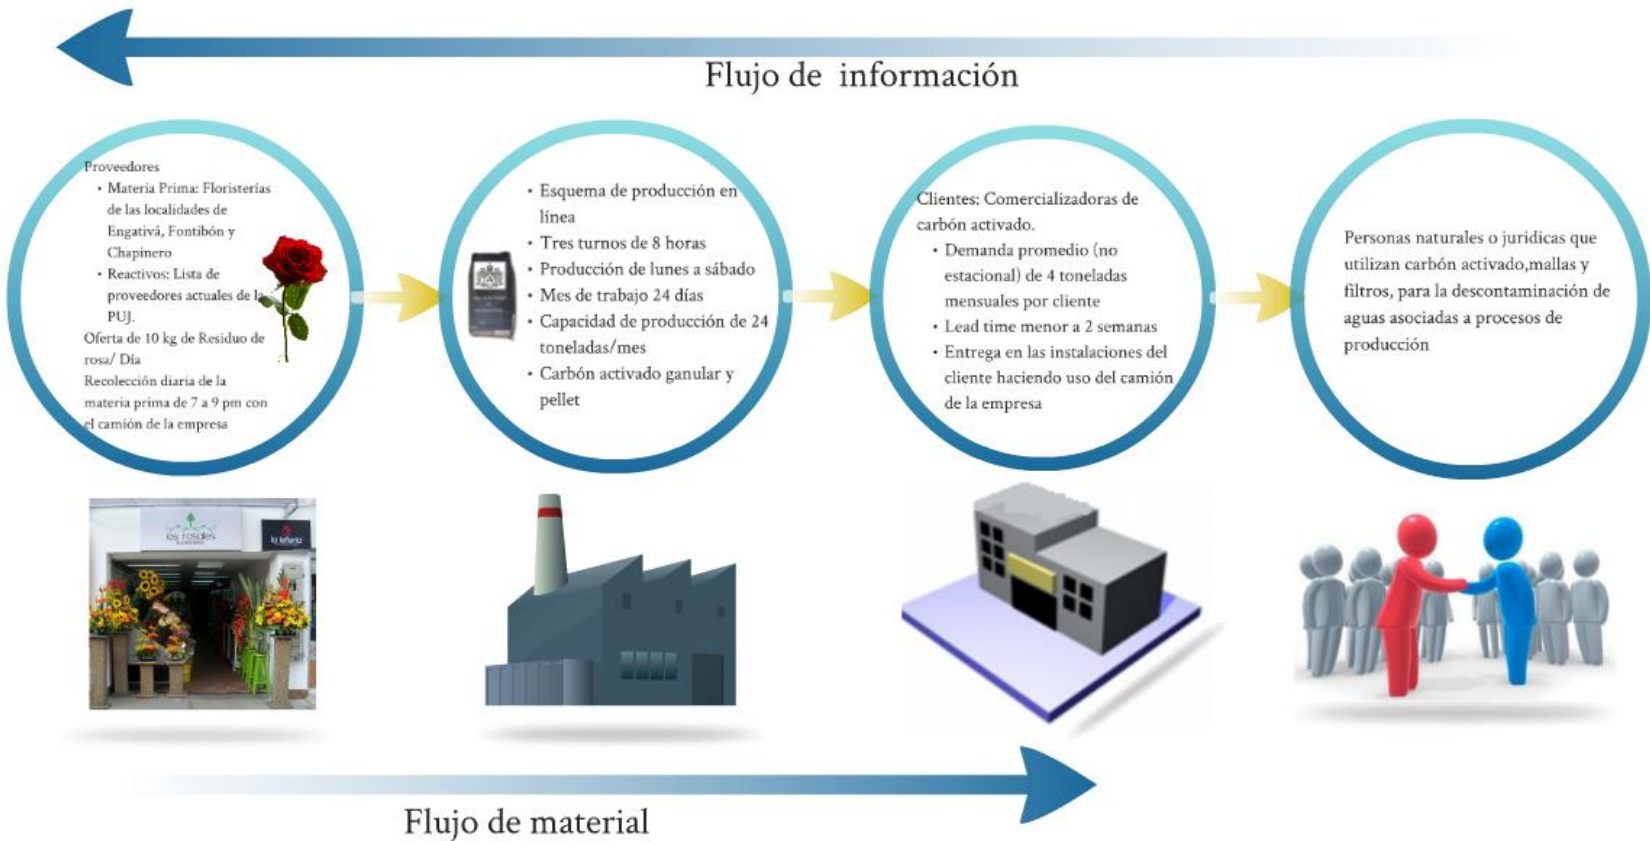 Flujo de información
Proveedores
• Materia Prima: Floristerías
de las localidades de
Engativá, Fontibón y
Chapinero
• Reactivos: Lista de
proveedores actuales de la
PUJ.
Oferta de 10 kg de Residuo de
rosa/ Día
Recolección diaria de la
materia prima de 7 a 9 pm con
el camión de la empresa
• Esquema de producción en
línea
• Tres turnos de 8 horas
• Producción de lunes a sábado
• Mes de trabajo 24 días
• Capacidad de producción de 24
toneladas/mes
• Carbón activado ganular y
pellet
Clientes: Comercializadoras de
carbón activado.
• Demanda promedio (no
estacional) de 4 toneladas
mensuales por cliente
• Lead time menor a 2 semanas
• Entrega en las instalaciones del
cliente haciendo uso del camión
de la empresa
Personas naturales o juridicas que
utilizan carbón activado,mallas y
filtros, para la descontaminación de
aguas asociadas a procesos de
producción
los rosales
la leñería
Flujo de material